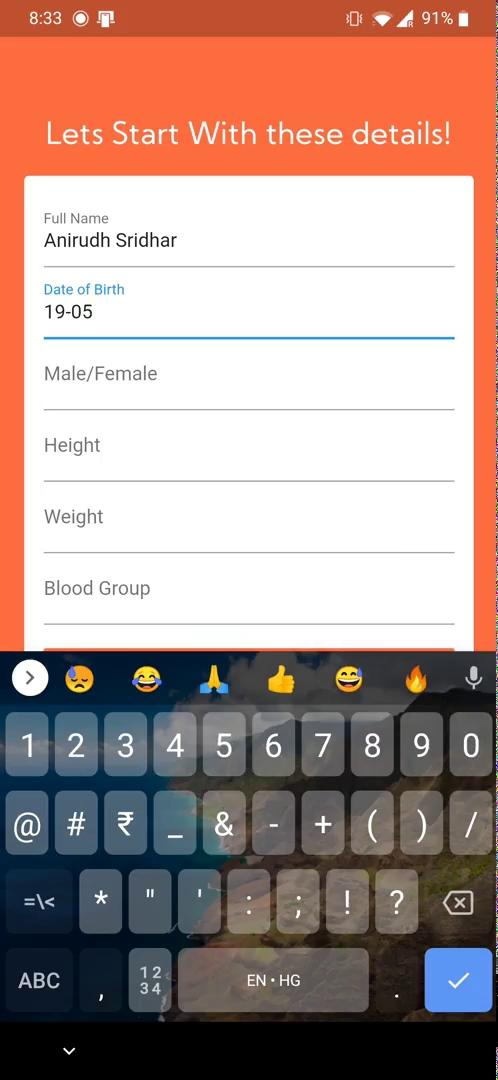 8:33 91%
Lets Start With these details!
Full Name
Anirudh Sridhar
Date of Birth
19-05
Male/Female
Height
Weight
Blood Group
1 2 3 4 5 6 7 8 9 0
@ # ₹ _ & - + ( ) /
=\< * " ' : ; ! ?
ABC , 12 34 EN • HG .